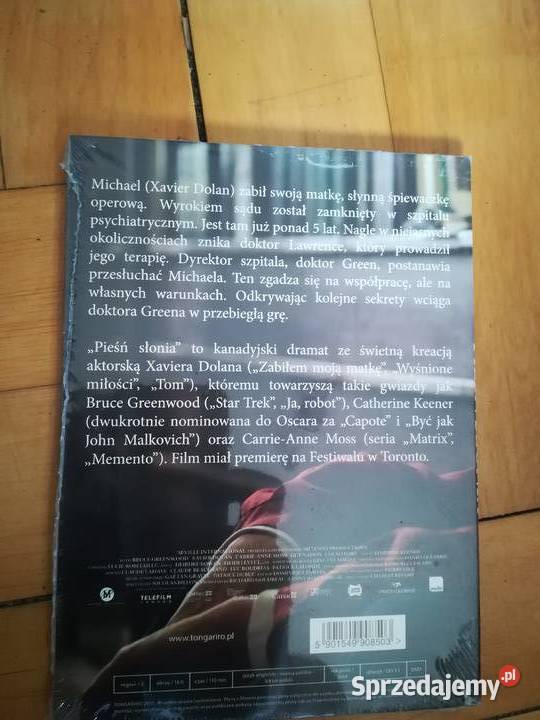 Michael (Xavier Dolan) zabił swoją matkę, słynną śpiewaczkę
operową. Wyrokiem sądu został zamknięty w szpitalu
psychiatrycznym. Jest tam już ponad 5 lat. Nagle w niejasnych
okolicznościach znika doktor Lawrence, który prowadził
jego terapię. Dyrektor szpitala, doktor Green, postanawia
przesłuchać Michaela. Ten zgadza się na współpracę, ale na
własnych warunkach. Odkrywając kolejne sekrety wciąga
doktora Greena w przebiegłą grę.
„Pieśń słonia” to kanadyjski dramat ze świetną kreacją
aktorską Xaviera Dolana („Zabiłem moją matkę”, „Wyśnione
miłości”, „Tom”), któremu towarzyszą takie gwiazdy jak
Bruce Greenwood („Star Trek”, „Ja, robot”), Catherine Keener
(dwukrotnie nominowana do Oscara za „Capote” i „Być jak
John Malkovich”) oraz Carrie-Anne Moss (seria „Matrix”,
„Memento”). Film miał premierę na Festiwalu w Toronto.
TELEFILM
www.tongariro.pl
5 901549 908503 >
Sprzedajemy.pl